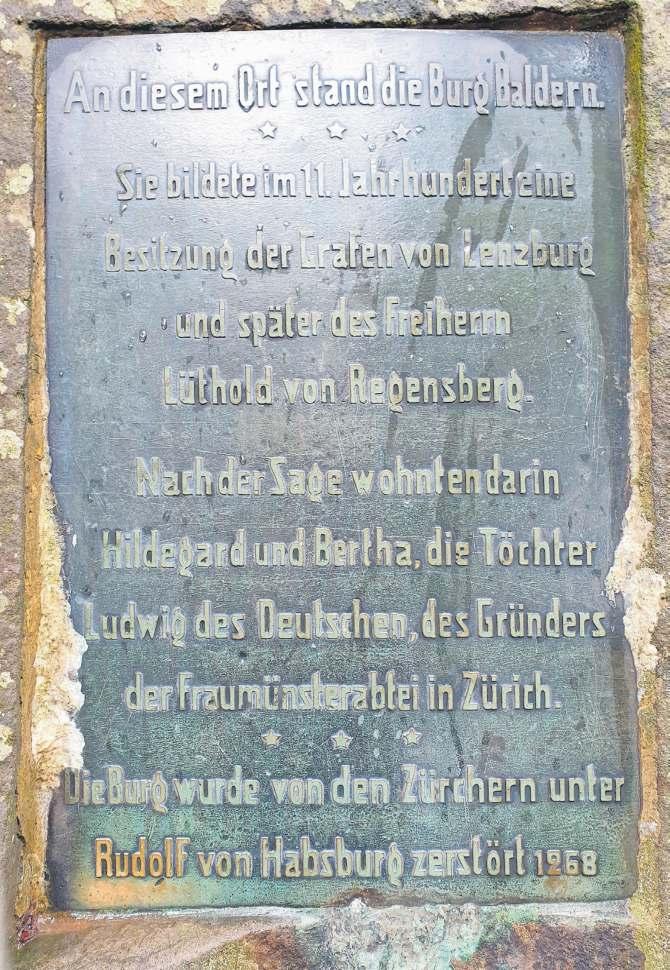 An diesem Ort stand die Burg Baldern.
Sie bildete im 11. Jahrhundert eine
Besitzung der Grafen von Lenzburg
und später des Freiherrn
Lüthold von Regensberg.
Nach der Sage wohnten darin
Hildegard und Bertha, die Töchter
Ludwig des Deutschen, des Gründers
der Fraumünsterabtei in Zürich.
Die Burg wurde von den Zürchern unter
Rudolf von Habsburg zerstört 1268